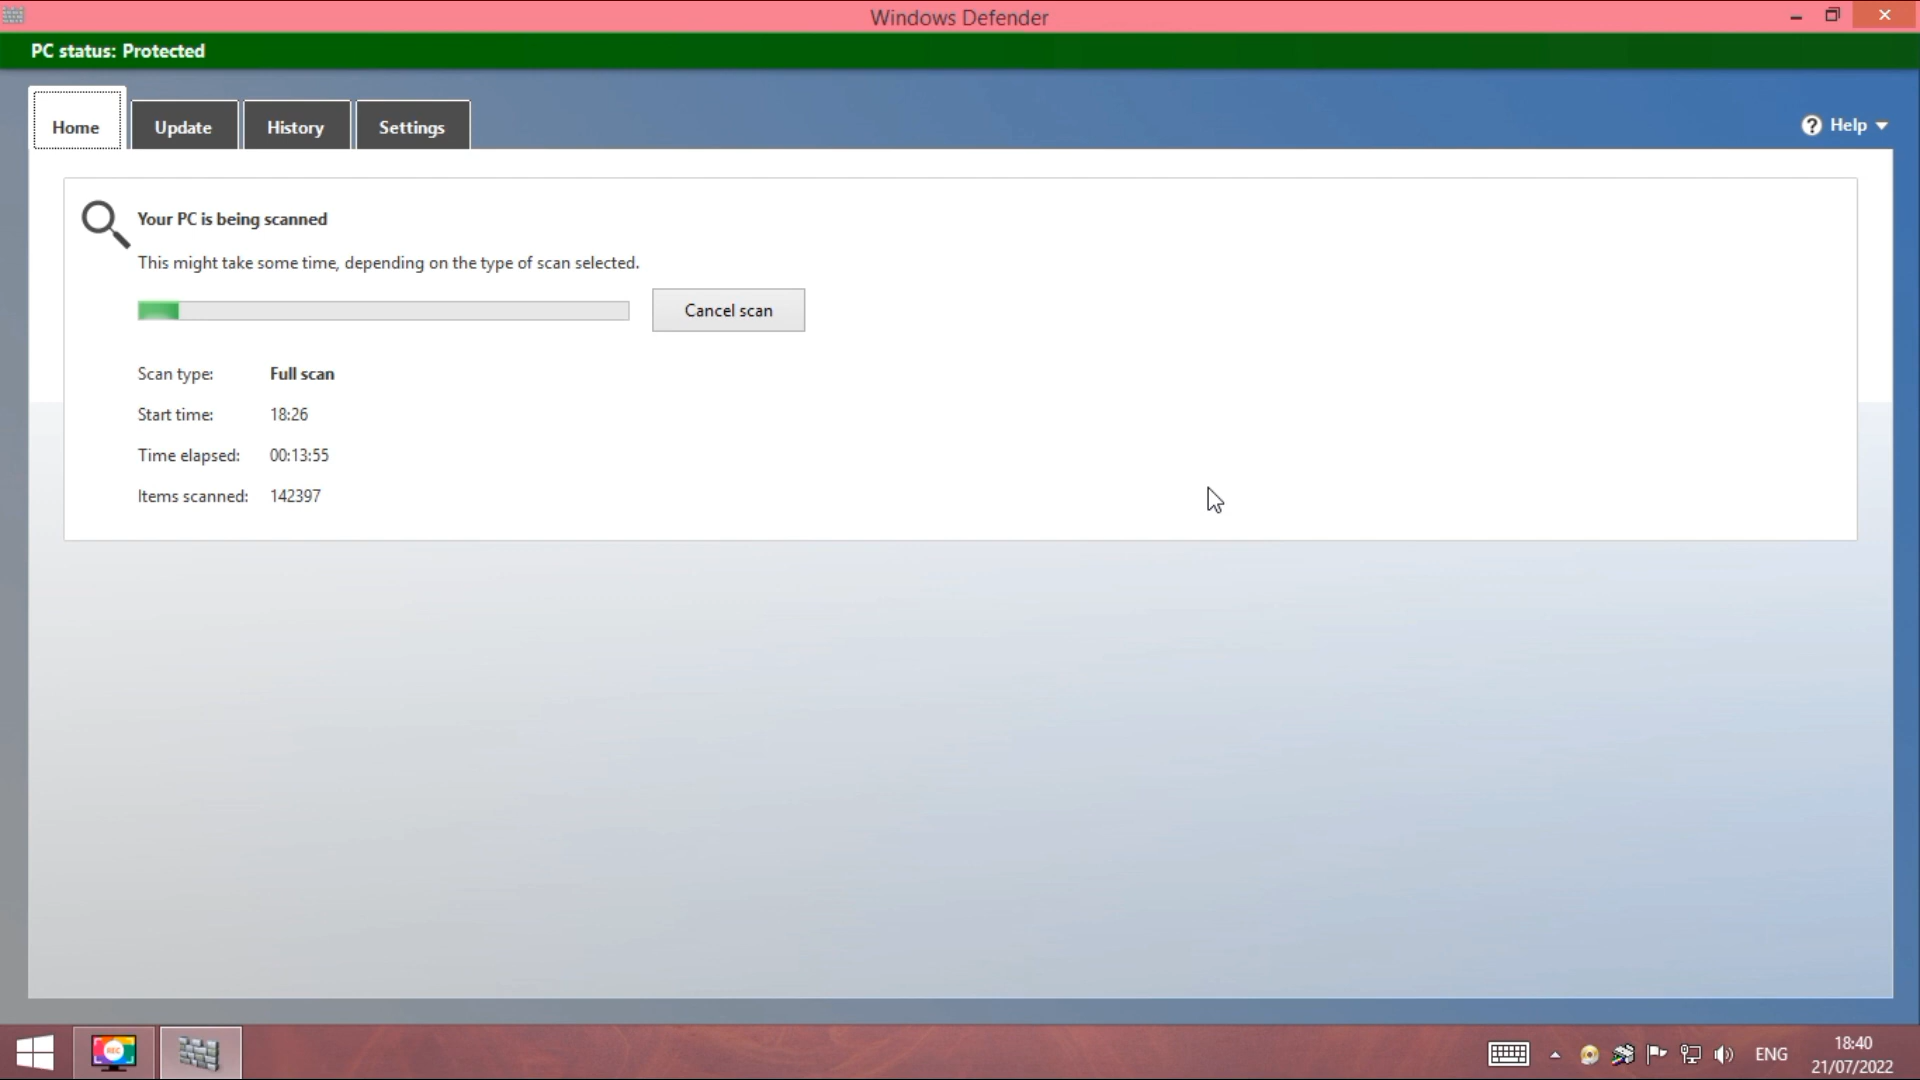 Windows Defender
PC status: Protected
Home
Update
History
Settings
Help
Your PC is being scanned
This might take some time, depending on the type of scan selected.
Cancel scan
Scan type: Full scan
Start time: 18:26
Time elapsed: 00:13:55
Items scanned: 142397
REC
ENG
18:40
21/07/2022